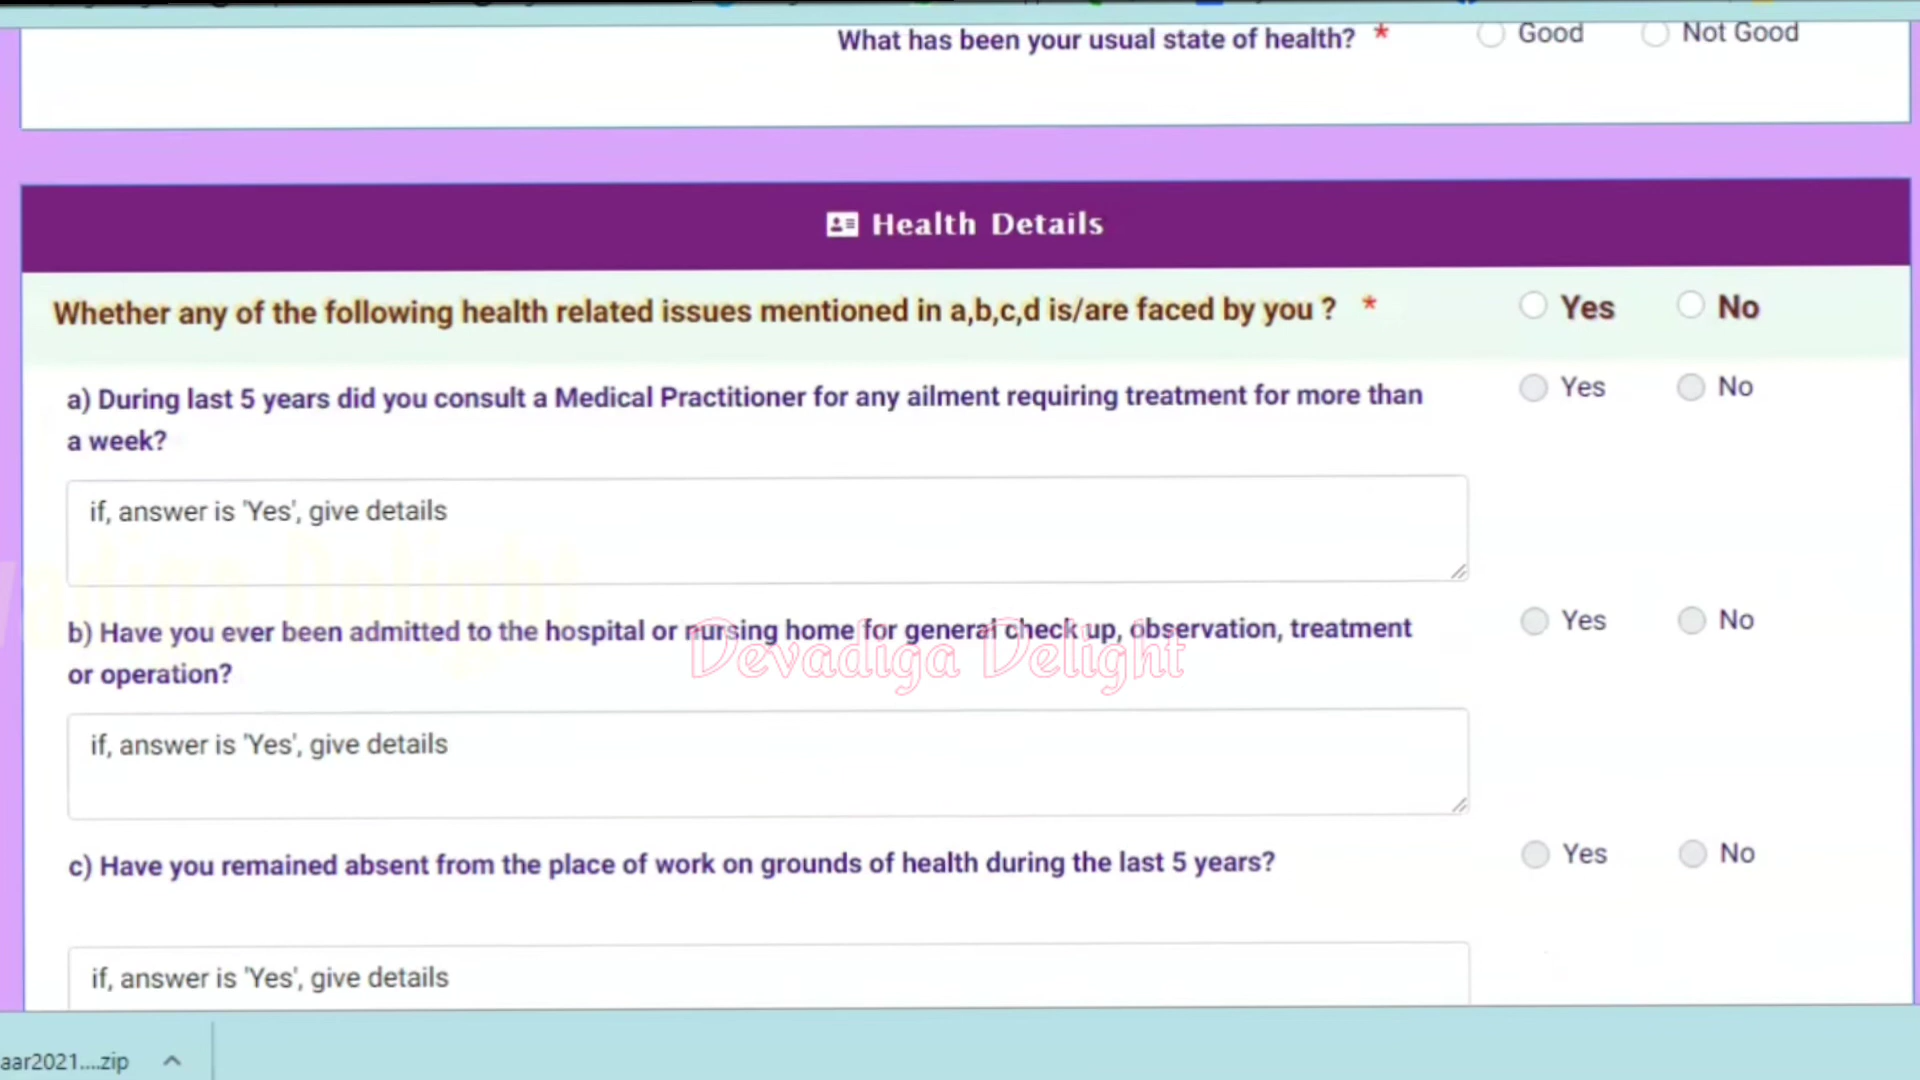 What has been your usual state of health? * Good Not Good
Health Details
Whether any of the following health related issues mentioned in a,b,c,d is/are faced by you ? * Yes No
a) During last 5 years did you consult a Medical Practitioner for any ailment requiring treatment for more than Yes No
a week?
if, answer is 'Yes', give details
b) Have you ever been admitted to the hospital or nursing home for general check up, observation, treatment Yes No
or operation?
Devadiga Delight
if, answer is 'Yes', give details
c) Have you remained absent from the place of work on grounds of health during the last 5 years? Yes No
if, answer is 'Yes', give details
aar2021....zip